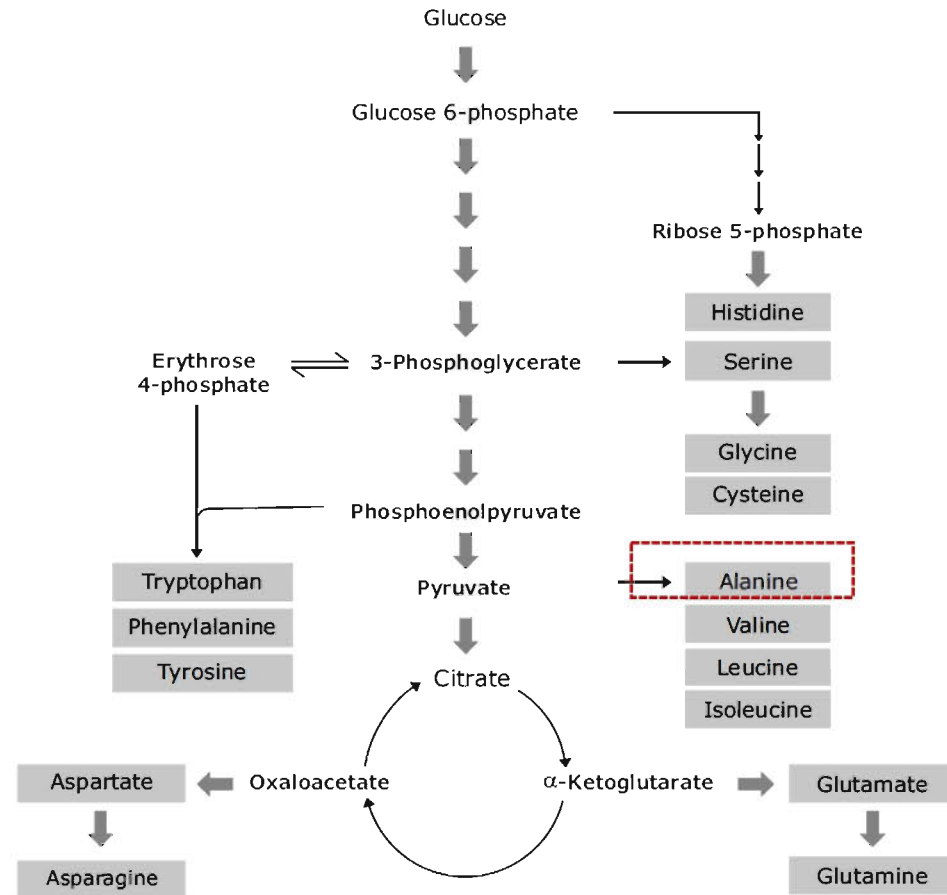 Glucose
Glucose 6-phosphate
Ribose 5-phosphate
Histidine
Erythrose
4-phosphate
3-Phosphoglycerate
Serine
Glycine
Cysteine
Phosphoenolpyruvate
Tryptophan
Pyruvate
Alanine
Phenylalanine
Valine
Tyrosine
Leucine
Citrate
Isoleucine
Aspartate
Oxaloacetate
α-Ketoglutarate
Glutamate
Asparagine
Glutamine